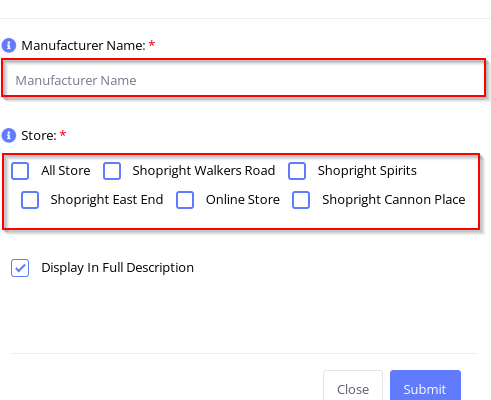 Manufacturer Name: *
Manufacturer Name
Store: *
All Store Shopright Walkers Road Shopright Spirits
Shopright East End Online Store Shopright Cannon Place
Display In Full Description
Close Submit